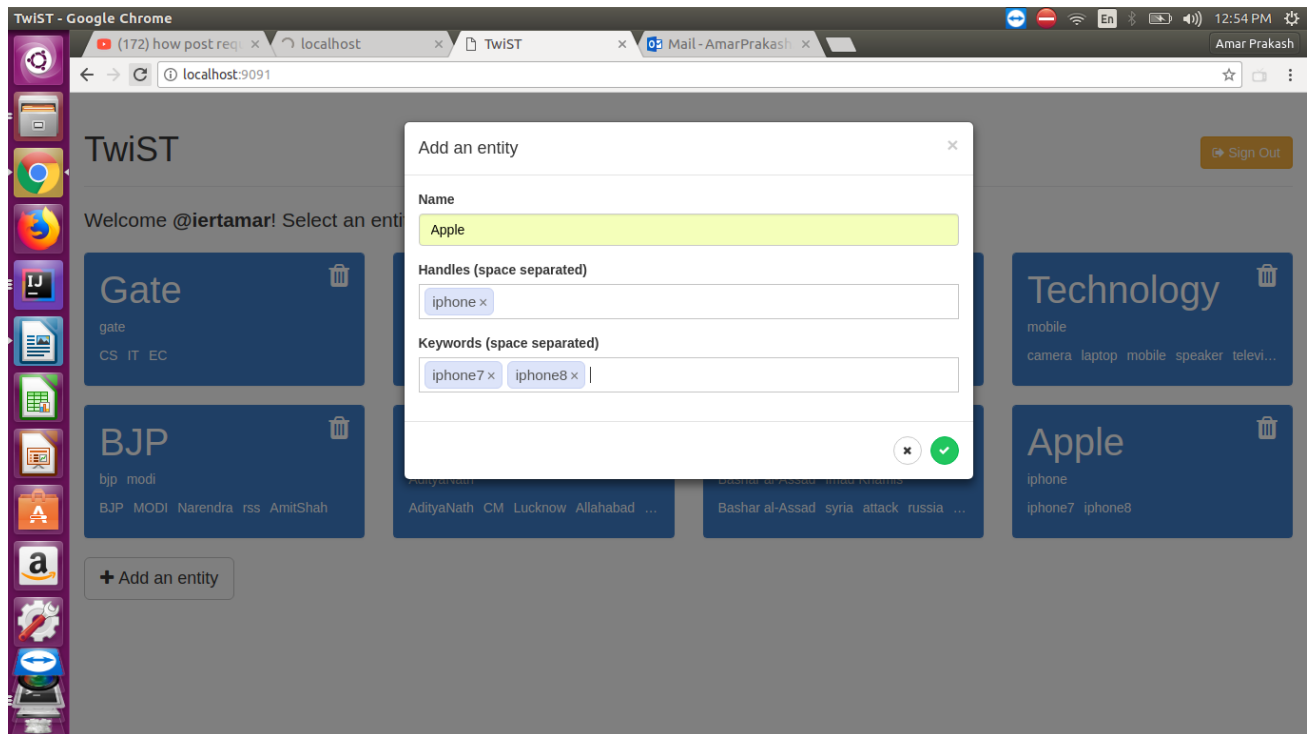 TwiST - Google Chrome
En
12:54 PM
(172) how post requ
localhost
TwiST
Mail - AmarPrakash
Amar Prakash
localhost:9091
TwiST
Sign Out
Welcome @iertamar! Select an enti
Add an entity
×
Name
Apple
Handles (space separated)
iphone ×
Keywords (space separated)
iphone7 × iphone8 ×
Gate
gate
CS IT EC
Technology
mobile
camera laptop mobile speaker televi...
BJP
bjp modi
BJP MODI Narendra rss AmitShah
AdityaNath
AdityaNath CM Lucknow Allahabad ...
Bashar al-Assad Imad Khamis
Bashar al-Assad syria attack russia ...
Apple
iphone
iphone7 iphone8
+ Add an entity